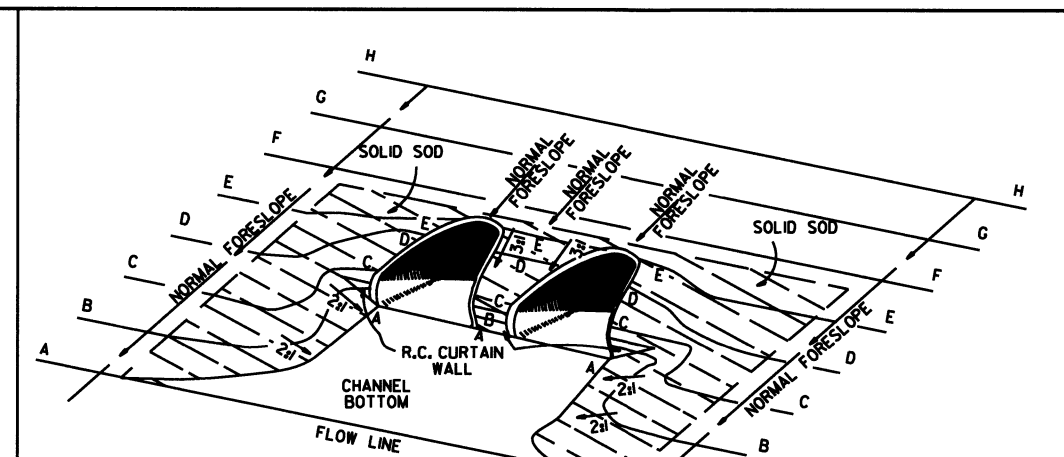 H
G
F
SOLID SOD
NORMAL
FORESLOPE
NORMAL
FORESLOPE
NORMAL
FORESLOPE
E
H
D
NORMAL FORESLOPE
E
3:1
E
3:1
SOLID SOD
G
D
D
C
C
E
F
B
2:1
A
C
B
A
D
C
E
A
2:1
R.C. CURTAIN
WALL
A
2:1
NORMAL FORESLOPE
D
CHANNEL
BOTTOM
2:1
C
FLOW LINE
B